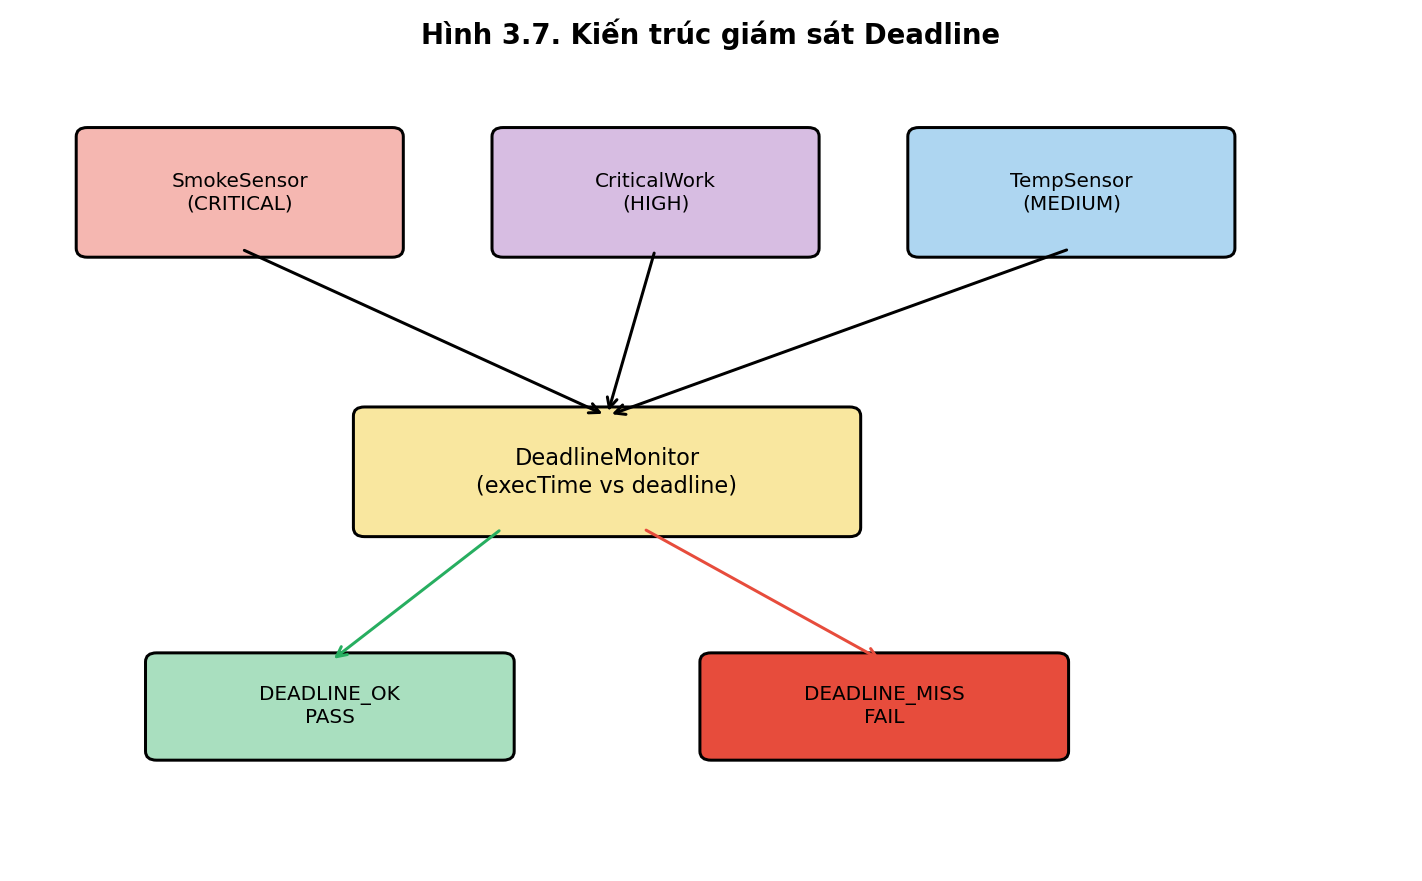 Hình 3.7. Kiến trúc giám sát Deadline
SmokeSensor
(CRITICAL)
CriticalWork
(HIGH)
TempSensor
(MEDIUM)
DeadlineMonitor
(execTime vs deadline)
DEADLINE_OK
PASS
DEADLINE_MISS
FAIL